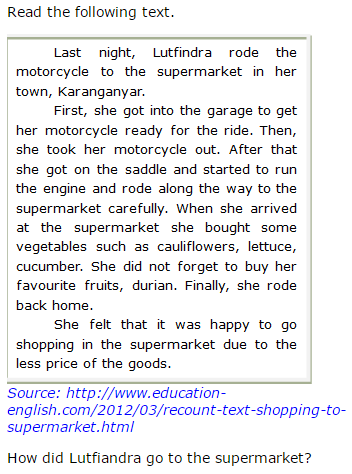 Read the following text.
Last night, Lutfindra rode the
motorcycle to the supermarket in her
town, Karanganyar.
First, she got into the garage to get
her motorcycle ready for the ride. Then,
she took her motorcycle out. After that
she got on the saddle and started to run
the engine and rode along the way to the
supermarket carefully. When she arrived
at the supermarket she bought some
vegetables such as cauliflowers, lettuce,
cucumber. She did not forget to buy her
favourite fruits, durian. Finally, she rode
back home.
She felt that it was happy to go
shopping in the supermarket due to the
less price of the goods.
Source: http://www.education-
english.com/2012/03/recount-text-shopping-to-
supermarket.html
How did Lutfiandra go to the supermarket?